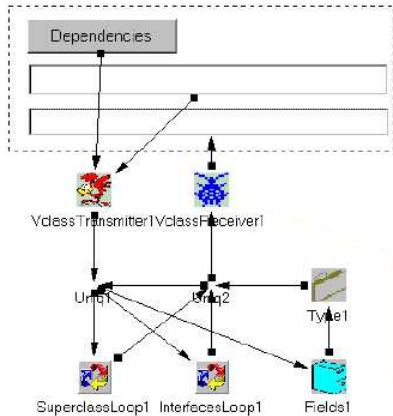 Dependencies
VclassTransmitter1 VclassReceiver1
Uniq1 Uniq2
Type1
SuperclassLoop1 InterfacesLoop1 Fields1